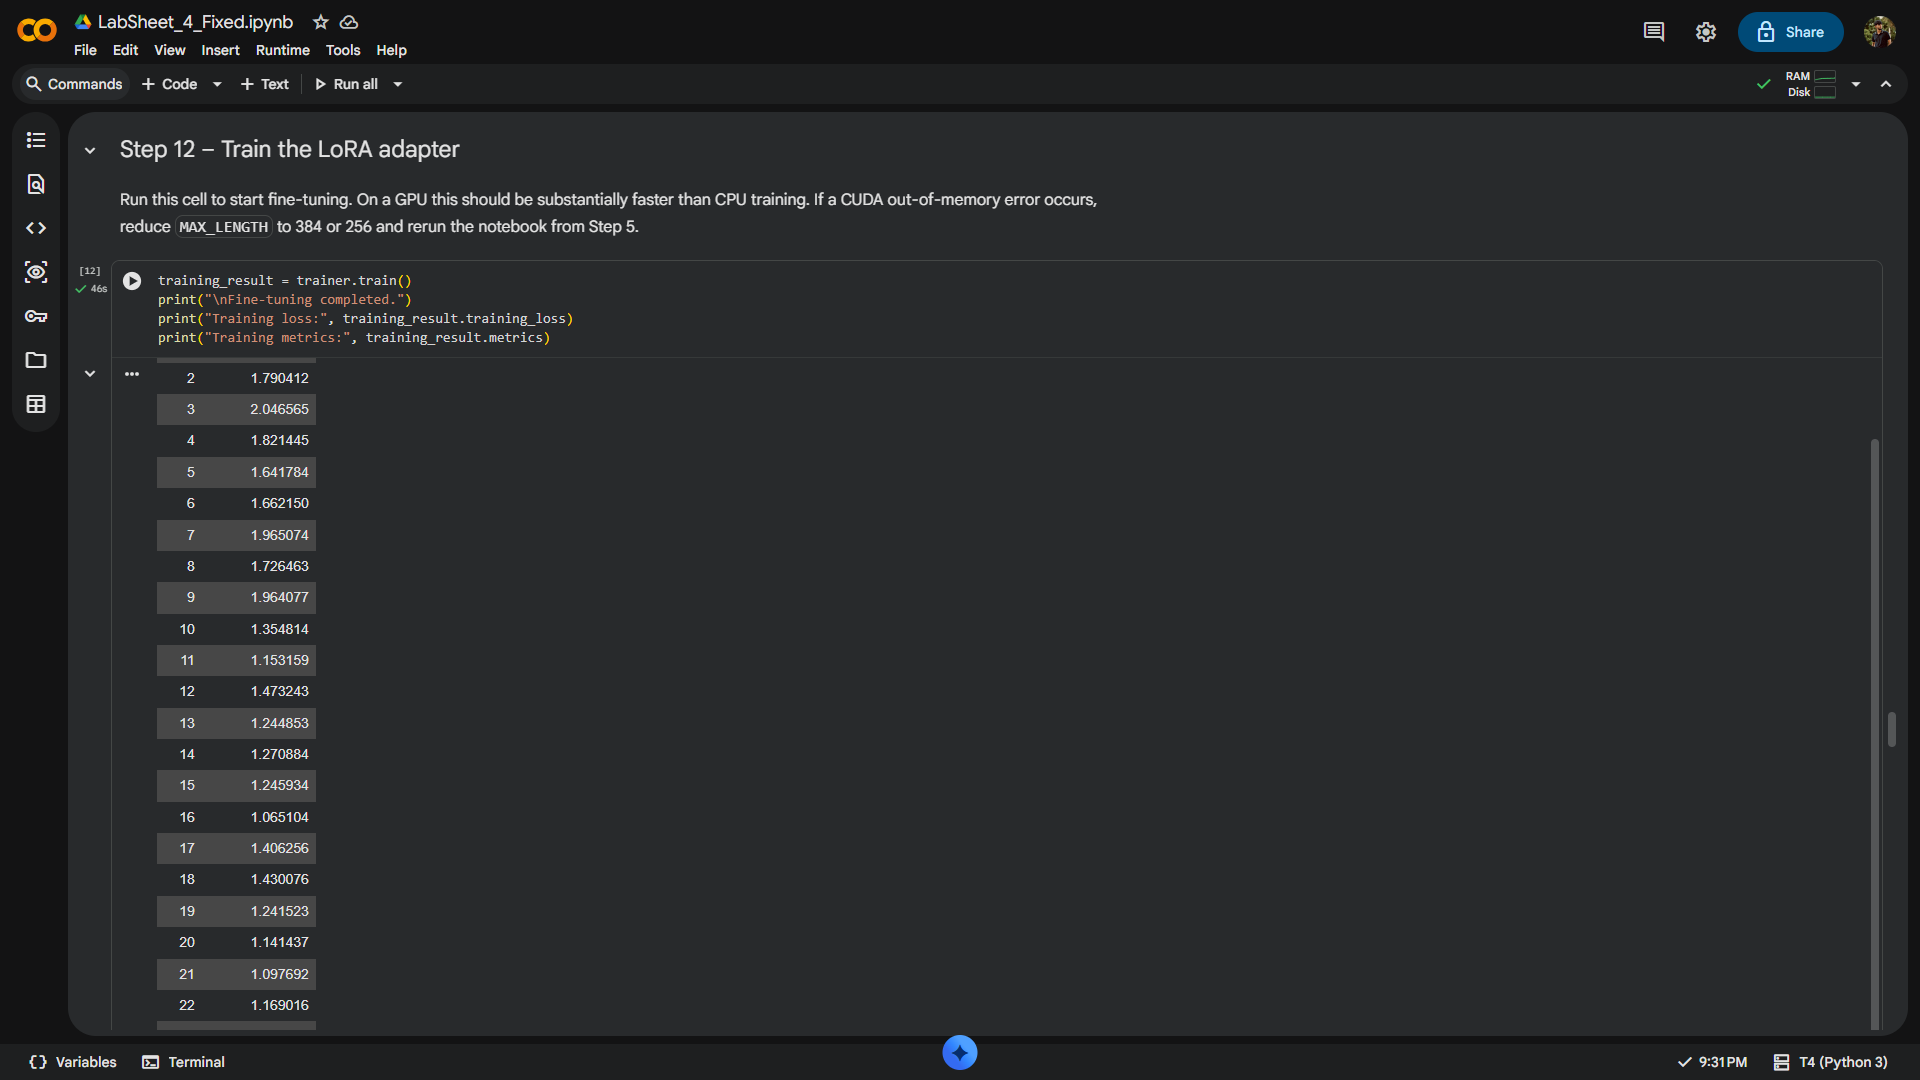 LabSheet_4_Fixed.ipynb
File Edit View Insert Runtime Tools Help
Share
Commands + Code + Text Run all
RAM
Disk
Step 12 – Train the LoRA adapter
Run this cell to start fine-tuning. On a GPU this should be substantially faster than CPU training. If a CUDA out-of-memory error occurs,
reduce MAX_LENGTH to 384 or 256 and rerun the notebook from Step 5.
[12]
46s
training_result = trainer.train()
print("\nFine-tuning completed.")
print("Training loss:", training_result.training_loss)
print("Training metrics:", training_result.metrics)
2 1.790412
3 2.046565
4 1.821445
5 1.641784
6 1.662150
7 1.965074
8 1.726463
9 1.964077
10 1.354814
11 1.153159
12 1.473243
13 1.244853
14 1.270884
15 1.245934
16 1.065104
17 1.406256
18 1.430076
19 1.241523
20 1.141437
21 1.097692
22 1.169016
Variables Terminal
9:31 PM T4 (Python 3)